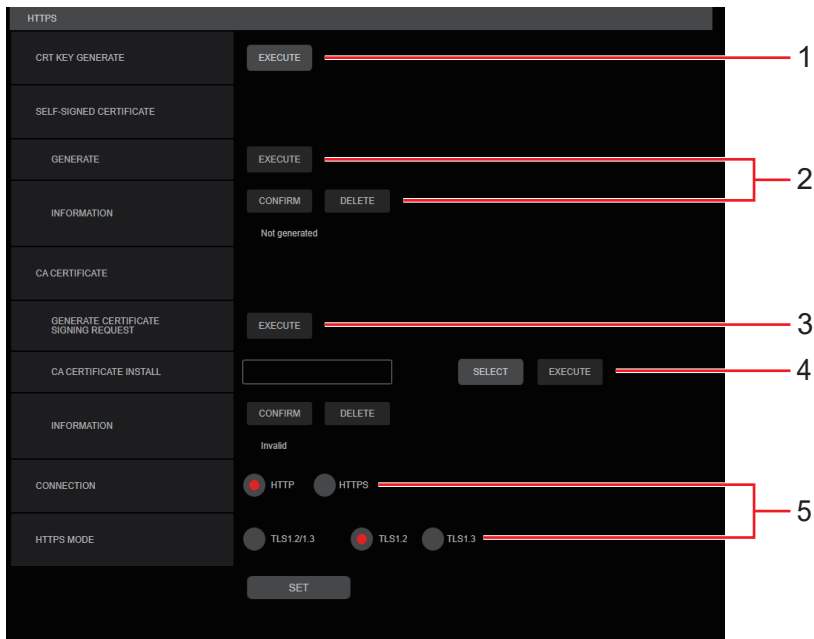 HTTPS
CRT KEY GENERATE EXECUTE 1
SELF-SIGNED CERTIFICATE
GENERATE EXECUTE
2
INFORMATION CONFIRM DELETE
Not generated
CA CERTIFICATE
GENERATE CERTIFICATE
SIGNING REQUEST EXECUTE 3
CA CERTIFICATE INSTALL SELECT EXECUTE 4
INFORMATION CONFIRM DELETE
Invalid
CONNECTION HTTP HTTPS
5
HTTPS MODE TLS1.2/1.3 TLS1.2 TLS1.3
SET